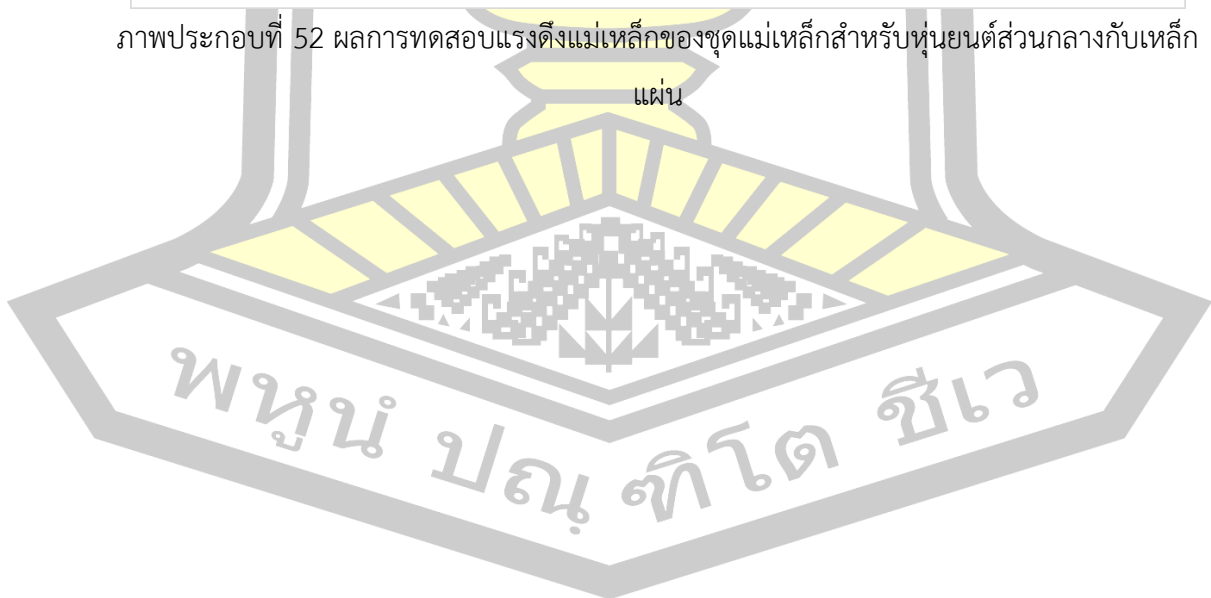 ภาพประกอบที่ 52 ผลการทดสอบแรงดึงแม่เหล็กของชุดแม่เหล็กสำหรับหุ่นยนต์ส่วนกลางกับเหล็ก
แผ่น
พหูนํ ปณฺฑิโต ชีเว